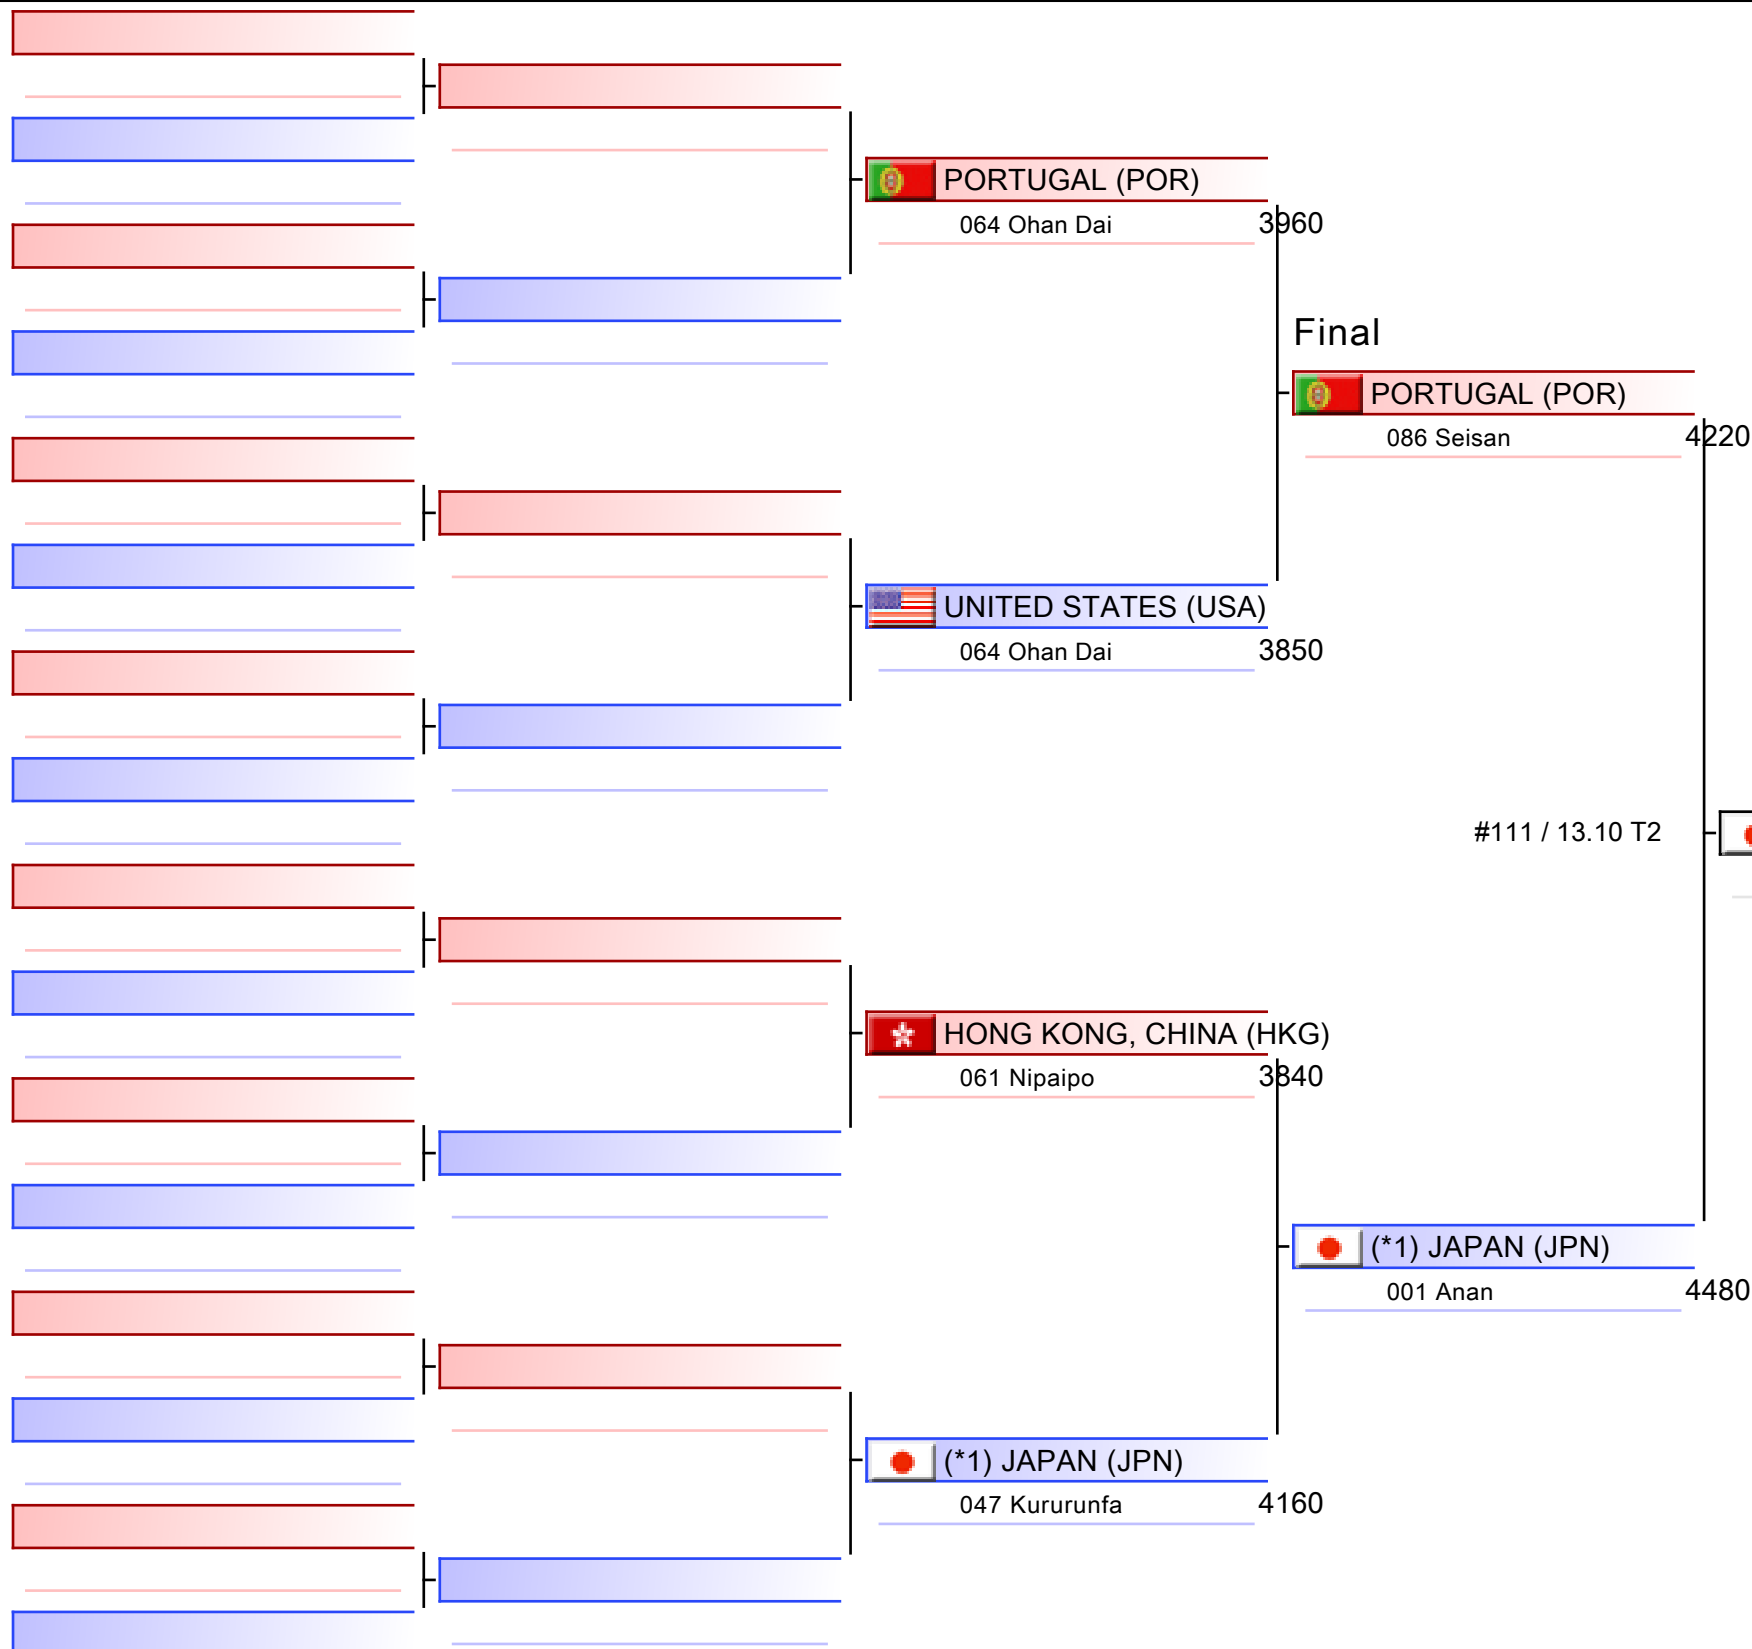 PORTUGAL (POR)
064 Ohan Dai 3960
Final
PORTUGAL (POR)
086 Seisan 4220
UNITED STATES (USA)
064 Ohan Dai 3850
#111 / 13.10 T2
HONG KONG, CHINA (HKG)
061 Nipaipo 3840
(*1) JAPAN (JPN)
001 Anan 4480
(*1) JAPAN (JPN)
047 Kururunfa 4160